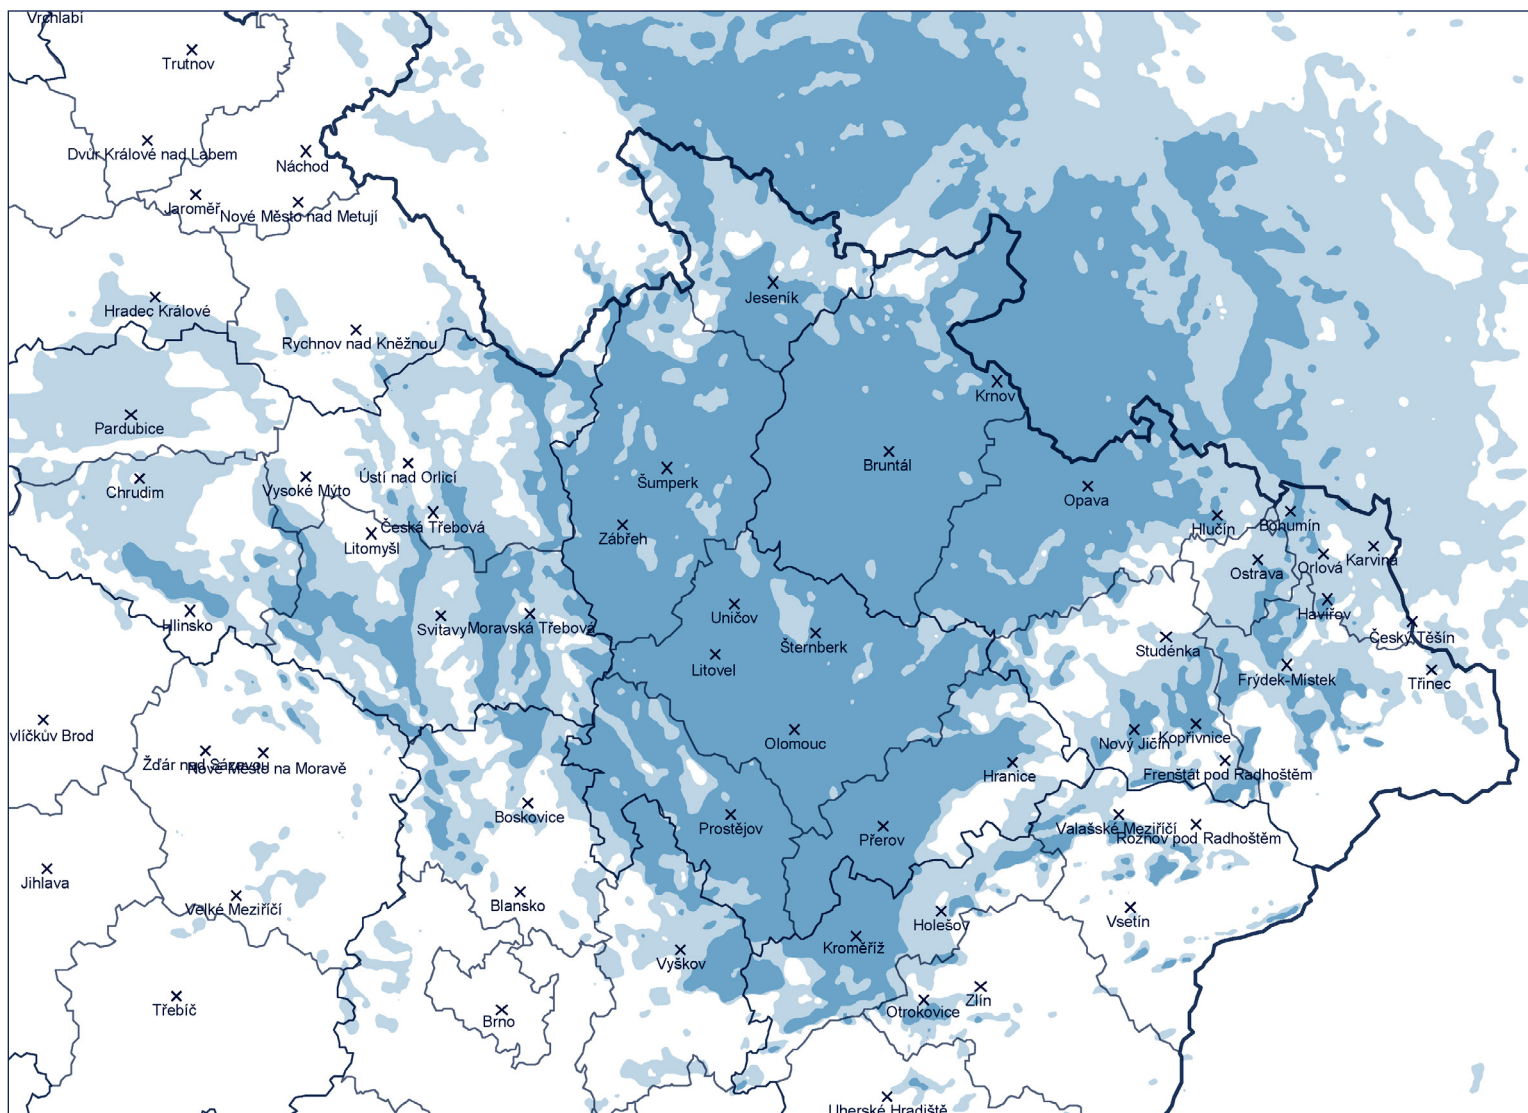 Vrchlabí
Trutnov
Dvůr Králové nad Labem
Náchod
Jaroměř
Nové Město nad Metují
Jeseník
Hradec Králové
Rychnov nad Kněžnou
Krnov
Pardubice
Bruntál
Ústí nad Orlicí
Šumperk
Chrudim
Vysoké Mýto
Opava
Česká Třebová
Hlučín
Bohumín
Zábřeh
Litomyšl
Karviná
Orlová
Ostrava
Uničov
Havířov
Hlinsko
Svitavy
Moravská Třebová
Český Těšín
Šternberk
Studénka
Litovel
Frýdek-Místek
Třinec
vlíčkův Brod
Olomouc
Nový Jičín
Kopřivnice
Žďár nad Sázavou
Nové Město na Moravě
Hranice
Frenštát pod Radhoštěm
Boskovice
Prostějov
Valašské Meziříčí
Rožnov pod Radhoštěm
Přerov
Jihlava
Blansko
Velké Meziříčí
Vsetín
Holešov
Kroměříž
Vyškov
Zlín
Otrokovice
Třebíč
Brno
Uherské Hradiště